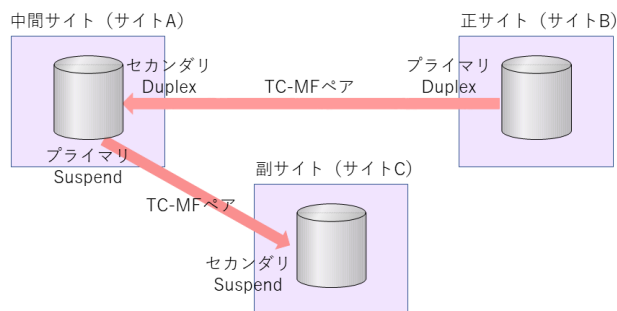 中間サイト（サイトA）
正サイト（サイトB）
セカンダリ
Duplex
TC-MFペア
プライマリ
Duplex
プライマリ
Suspend
副サイト（サイトC）
TC-MFペア
セカンダリ
Suspend